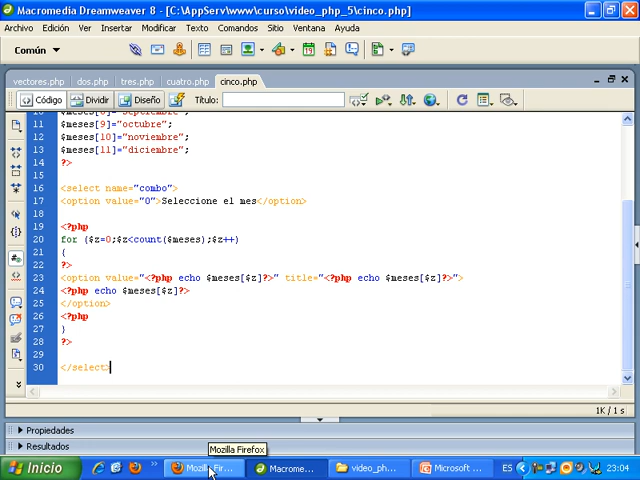 Macromedia Dreamweaver 8 - [C:\AppServ\www\curso\video_php_5\cinco.php]
Archivo Edición Ver Insertar Modificar Texto Comandos Sitio Ventana Ayuda
Común
vectores.php dos.php tres.php cuatro.php cinco.php
Código Dividir Diseño Título:
10 $meses[8]="septiembre";
11 $meses[9]="octubre";
12 $meses[10]="noviembre";
13 $meses[11]="diciembre";
14 ?>
15
16 <select name="combo">
17 <option value="0">Seleccione el mes</option>
18
19 <?php
20 for ($z=0;$z<count($meses);$z++)
21 {
22 ?>
23 <option value="<?php echo $meses[$z]?>" title="<?php echo $meses[$z]?>">
24 <?php echo $meses[$z]?>
25 </option>
26 <?php
27 }
28 ?>
29
30 </select>
1K / 1 s
Propiedades
Mozilla Firefox
Resultados
Inicio Mozilla Fir... Macrome... video_ph... Microsoft ... ES 23:04